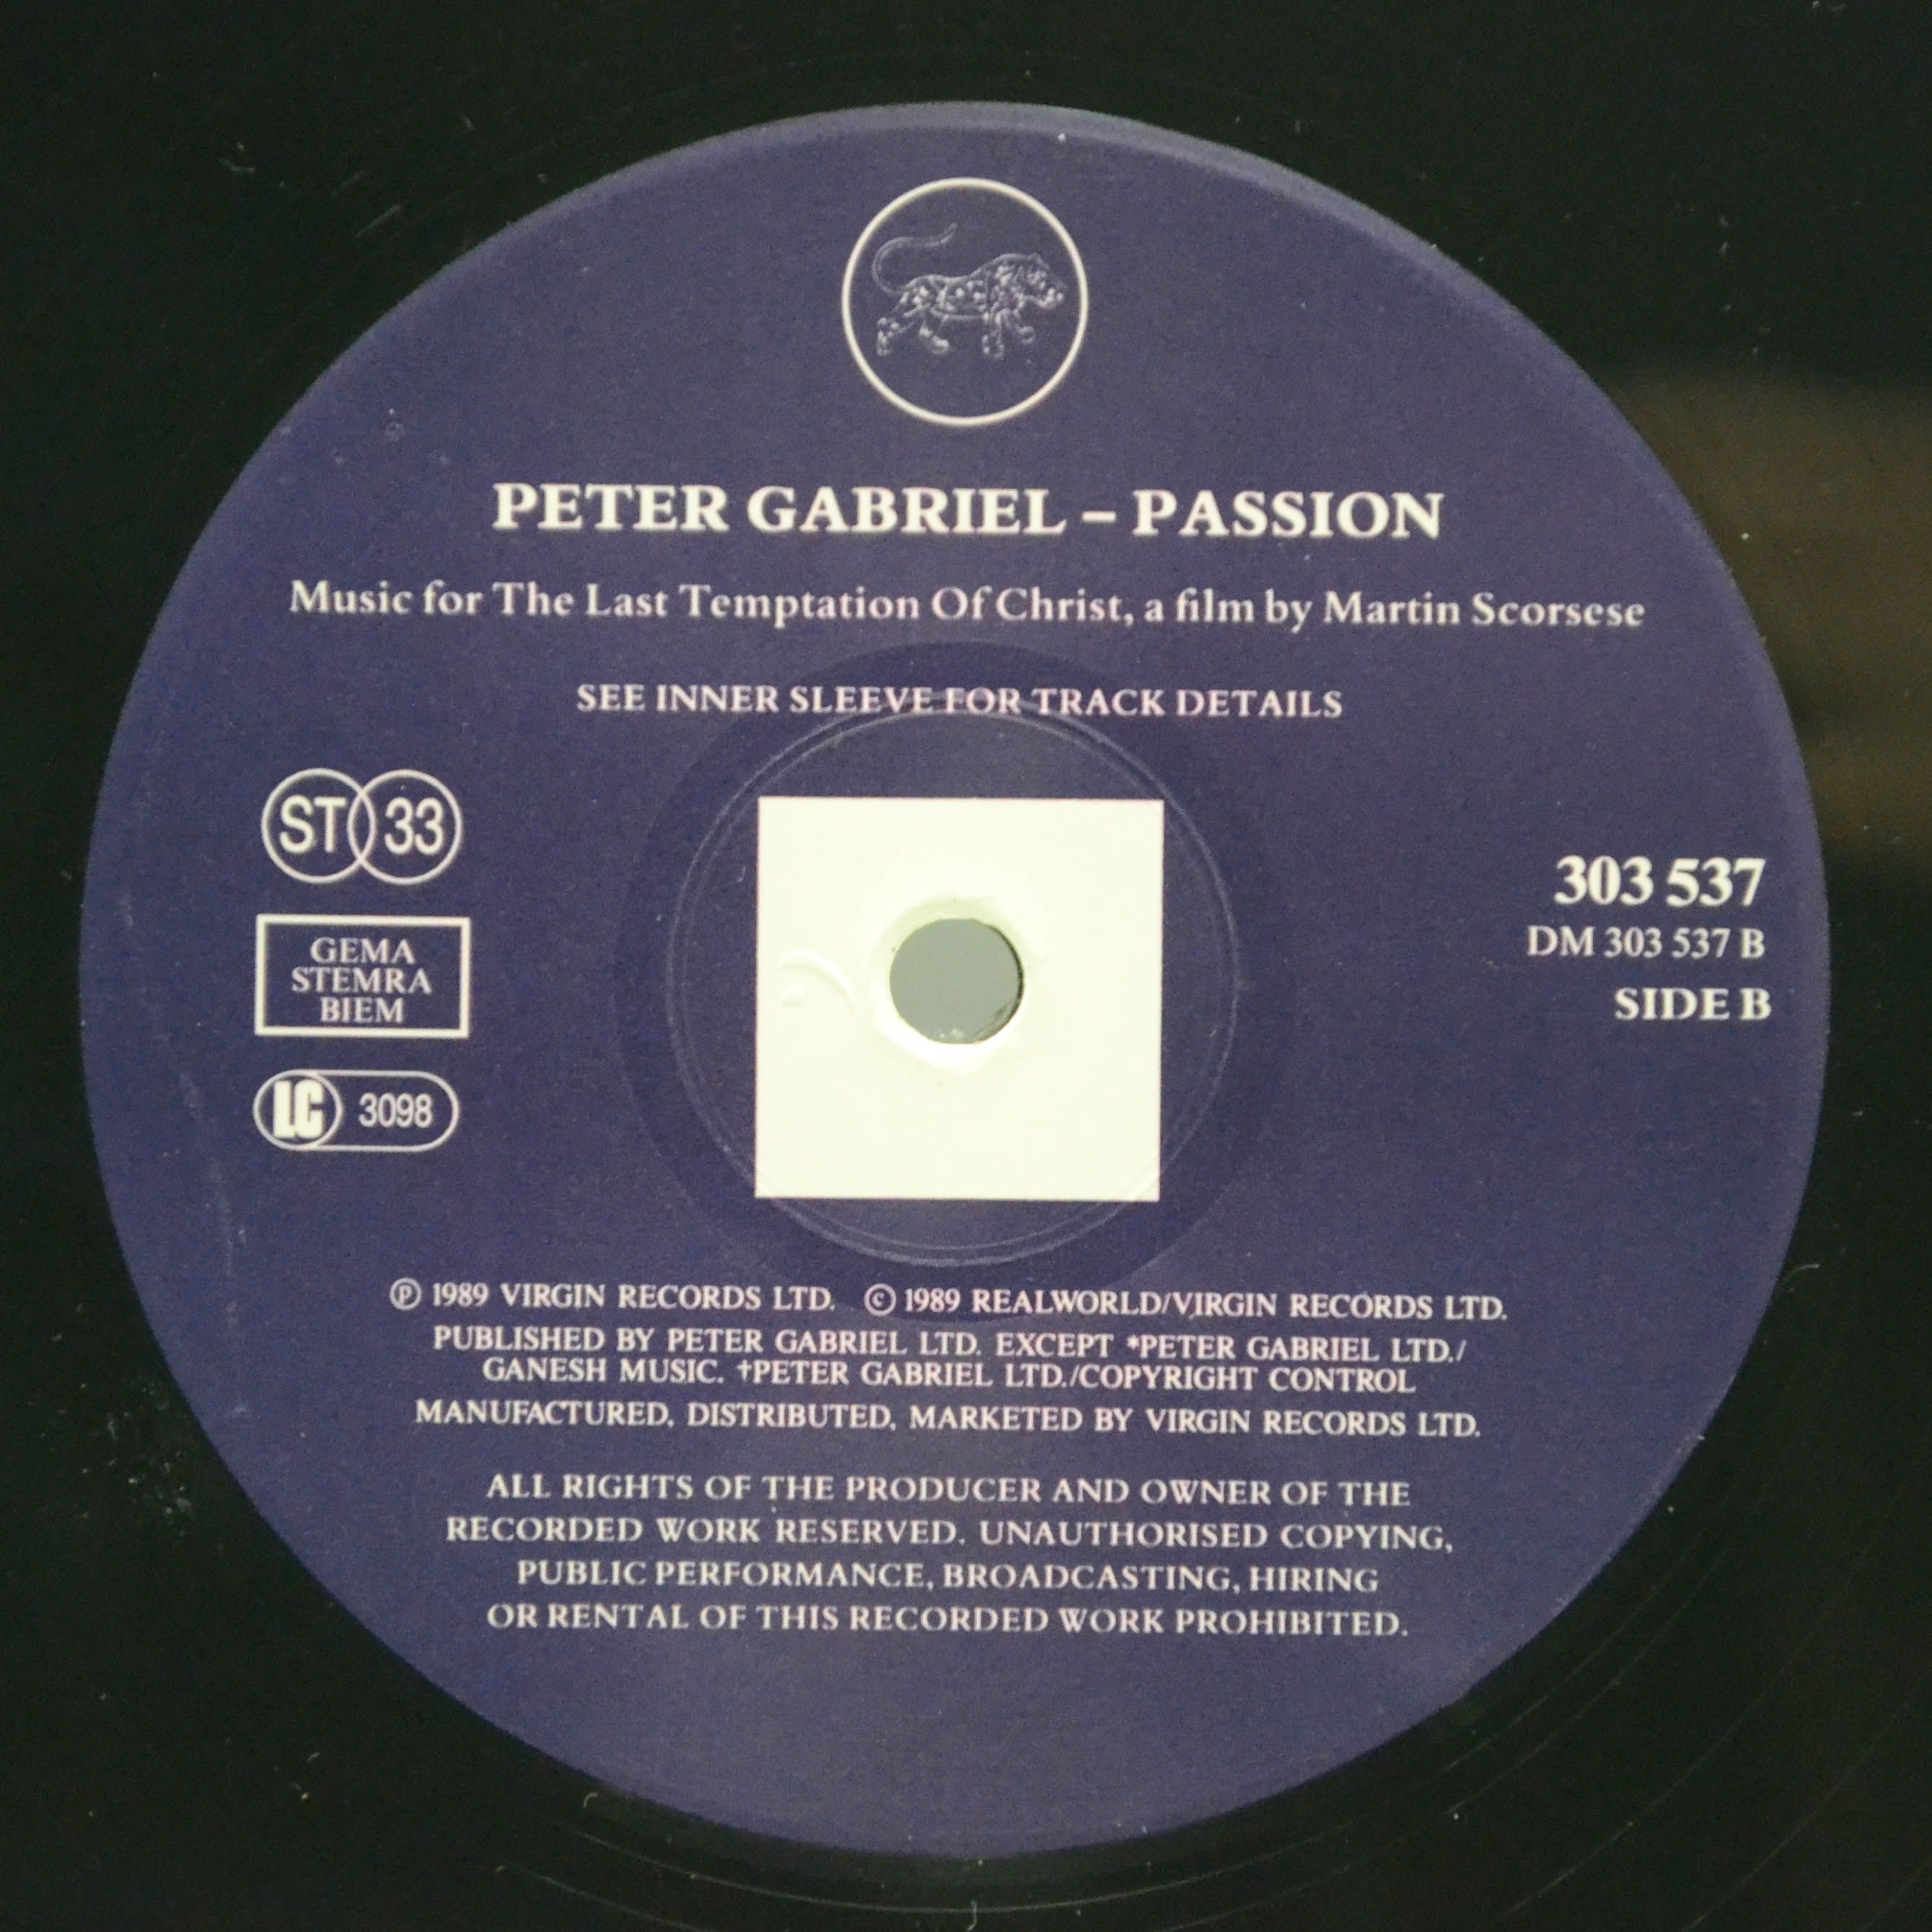 PETER GABRIEL – PASSION
Music for The Last Temptation Of Christ, a film by Martin Scorsese
SEE INNER SLEEVE FOR TRACK DETAILS
ST 33
GEMA
STEMRA
BIEM
LC 3098
303 537
DM 303 537 B
SIDE B
℗ 1989 VIRGIN RECORDS LTD. © 1989 REALWORLD/VIRGIN RECORDS LTD.
PUBLISHED BY PETER GABRIEL LTD. EXCEPT *PETER GABRIEL LTD./
GANESH MUSIC. †PETER GABRIEL LTD./COPYRIGHT CONTROL
MANUFACTURED, DISTRIBUTED, MARKETED BY VIRGIN RECORDS LTD.
ALL RIGHTS OF THE PRODUCER AND OWNER OF THE
RECORDED WORK RESERVED. UNAUTHORISED COPYING,
PUBLIC PERFORMANCE, BROADCASTING, HIRING
OR RENTAL OF THIS RECORDED WORK PROHIBITED.